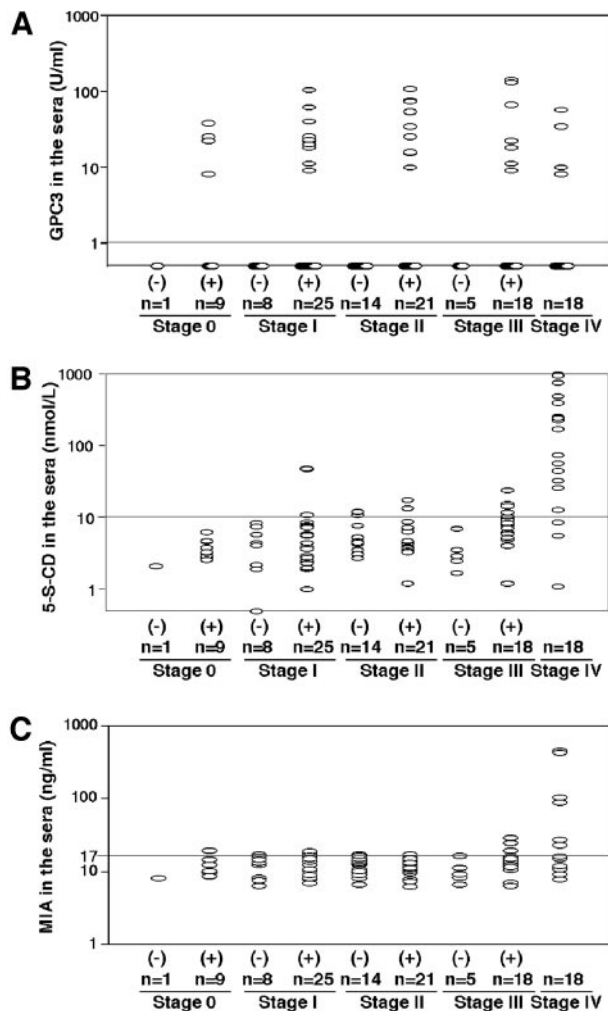 A
GPC3 in the sera (U/ml)
1000
100
10
1
(-) (+) (-) (+) (-) (+) (-) (+)
n=1 n=9 n=8 n=25 n=14 n=21 n=5 n=18 n=18
Stage 0 Stage I Stage II Stage III Stage IV
B
5-S-CD in the sera (nmol/L)
1000
100
10
1
(-) (+) (-) (+) (-) (+) (-) (+)
n=1 n=9 n=8 n=25 n=14 n=21 n=5 n=18 n=18
Stage 0 Stage I Stage II Stage III Stage IV
C
MIA in the sera (ng/ml)
1000
100
17
10
1
(-) (+) (-) (+) (-) (+) (-) (+)
n=1 n=9 n=8 n=25 n=14 n=21 n=5 n=18 n=18
Stage 0 Stage I Stage II Stage III Stage IV